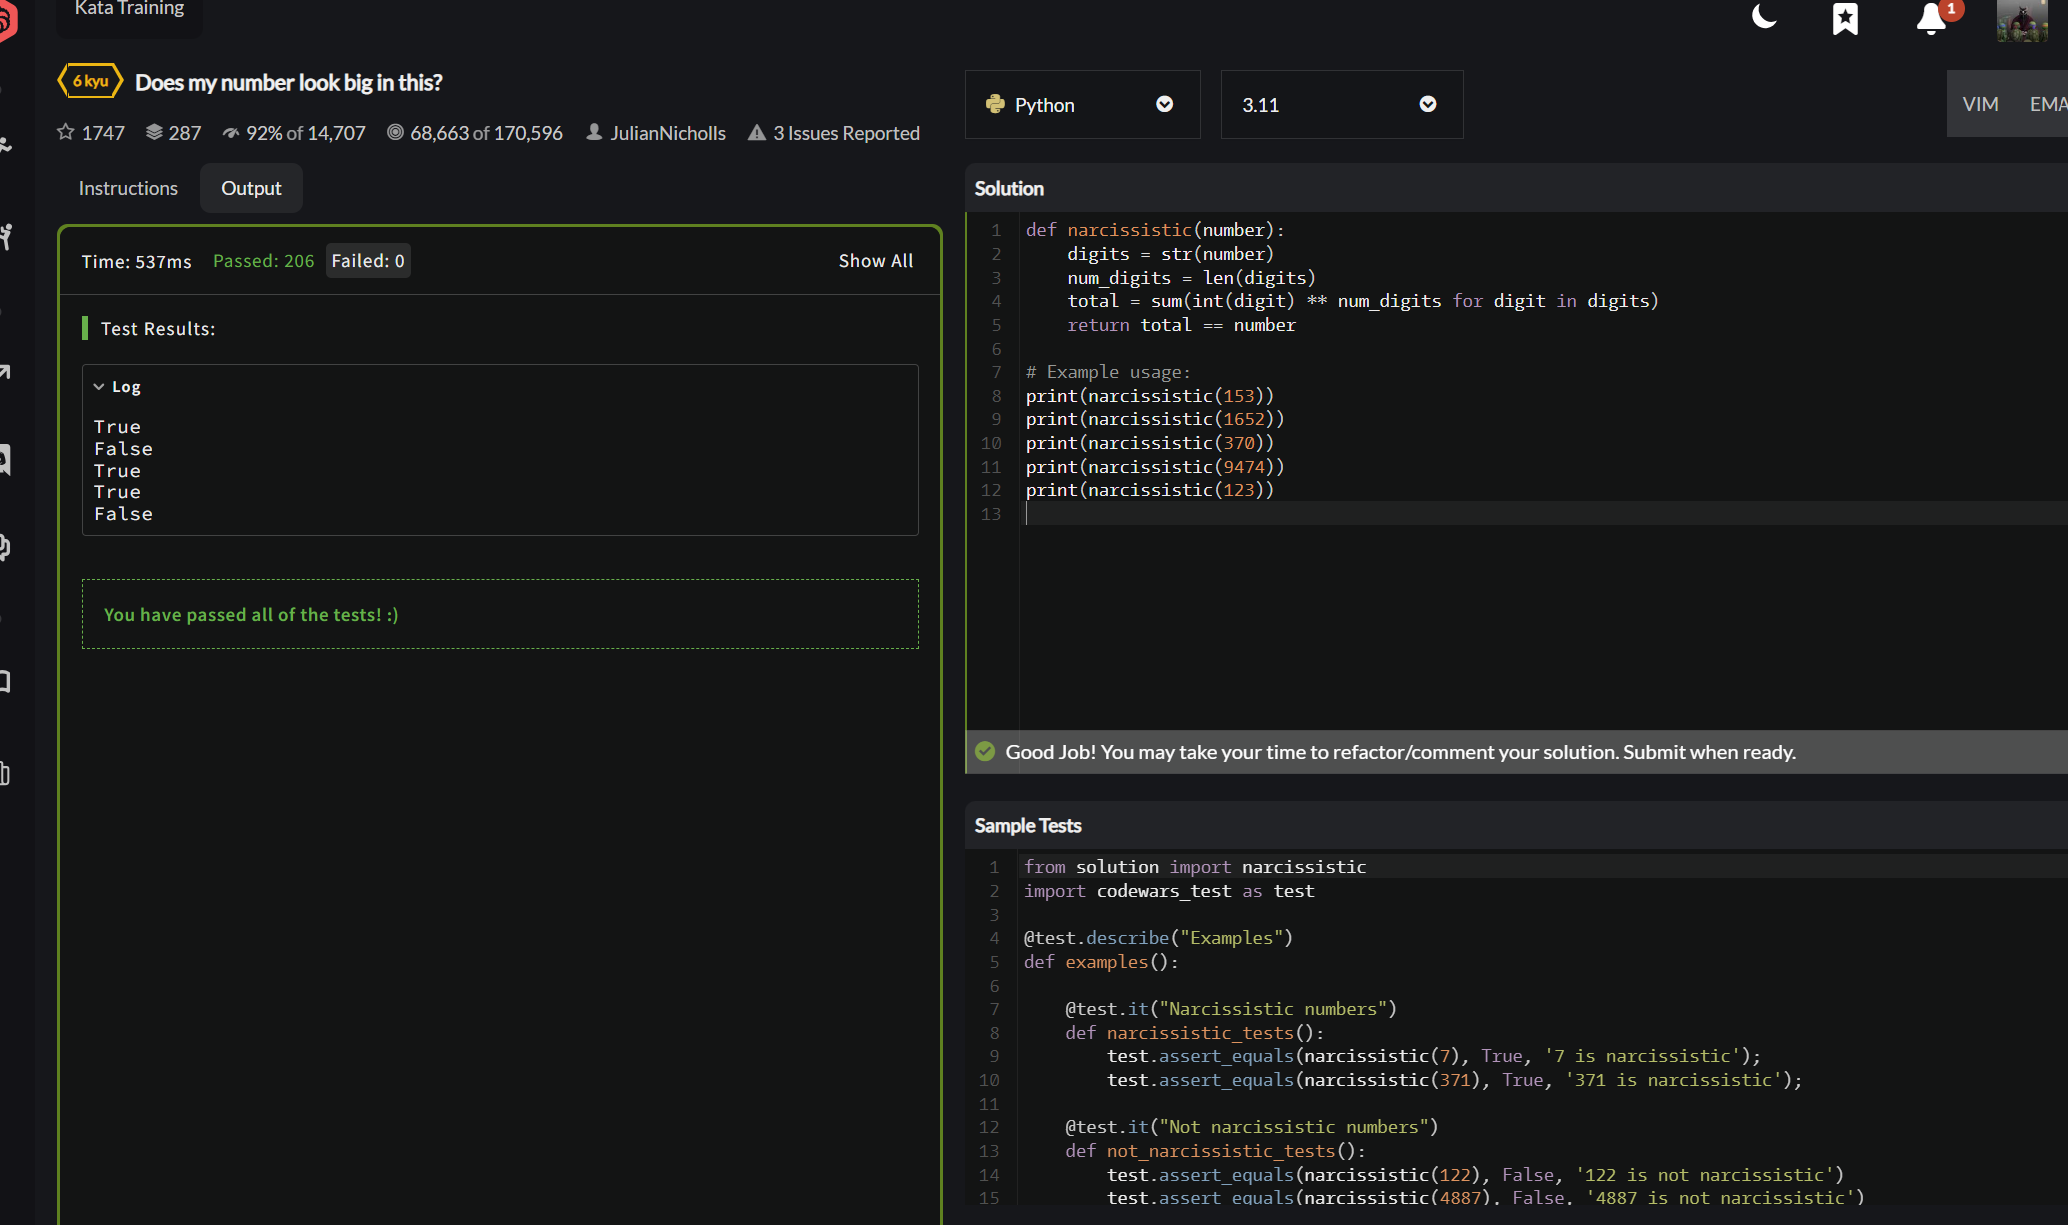 Kata Training
1
6 kyu
Does my number look big in this?
1747 287 92% of 14,707 68,663 of 170,596 JulianNicholls 3 Issues Reported
Instructions
Output
Time: 537ms Passed: 206 Failed: 0 Show All
Test Results:
Log
True
False
True
True
False
You have passed all of the tests! :)
Python
3.11
VIM
EMA
Solution
1 def narcissistic(number):
2     digits = str(number)
3     num_digits = len(digits)
4     total = sum(int(digit) ** num_digits for digit in digits)
5     return total == number
6
7 # Example usage:
8 print(narcissistic(153))
9 print(narcissistic(1652))
10 print(narcissistic(370))
11 print(narcissistic(9474))
12 print(narcissistic(123))
13
Good Job! You may take your time to refactor/comment your solution. Submit when ready.
Sample Tests
1 from solution import narcissistic
2 import codewars_test as test
3
4 @test.describe("Examples")
5 def examples():
6
7     @test.it("Narcissistic numbers")
8     def narcissistic_tests():
9         test.assert_equals(narcissistic(7), True, '7 is narcissistic');
10         test.assert_equals(narcissistic(371), True, '371 is narcissistic');
11
12     @test.it("Not narcissistic numbers")
13     def not_narcissistic_tests():
14         test.assert_equals(narcissistic(122), False, '122 is not narcissistic')
15         test.assert_equals(narcissistic(4887), False, '4887 is not narcissistic')